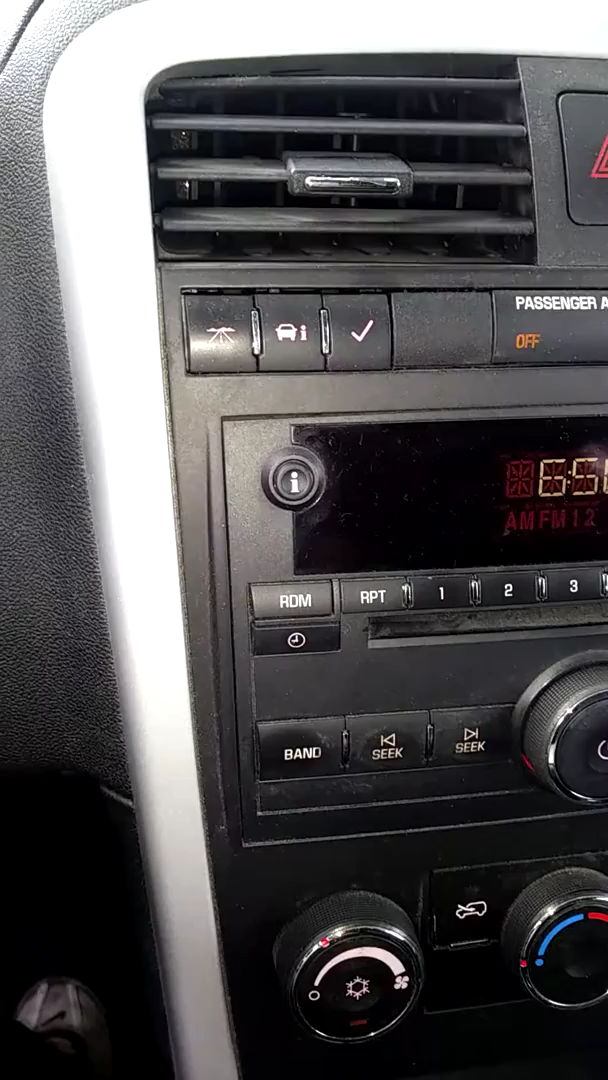 PASSENGER A
OFF
i
i
AM FM 1 2
RDM
RPT
1
2
3
BAND
SEEK
SEEK